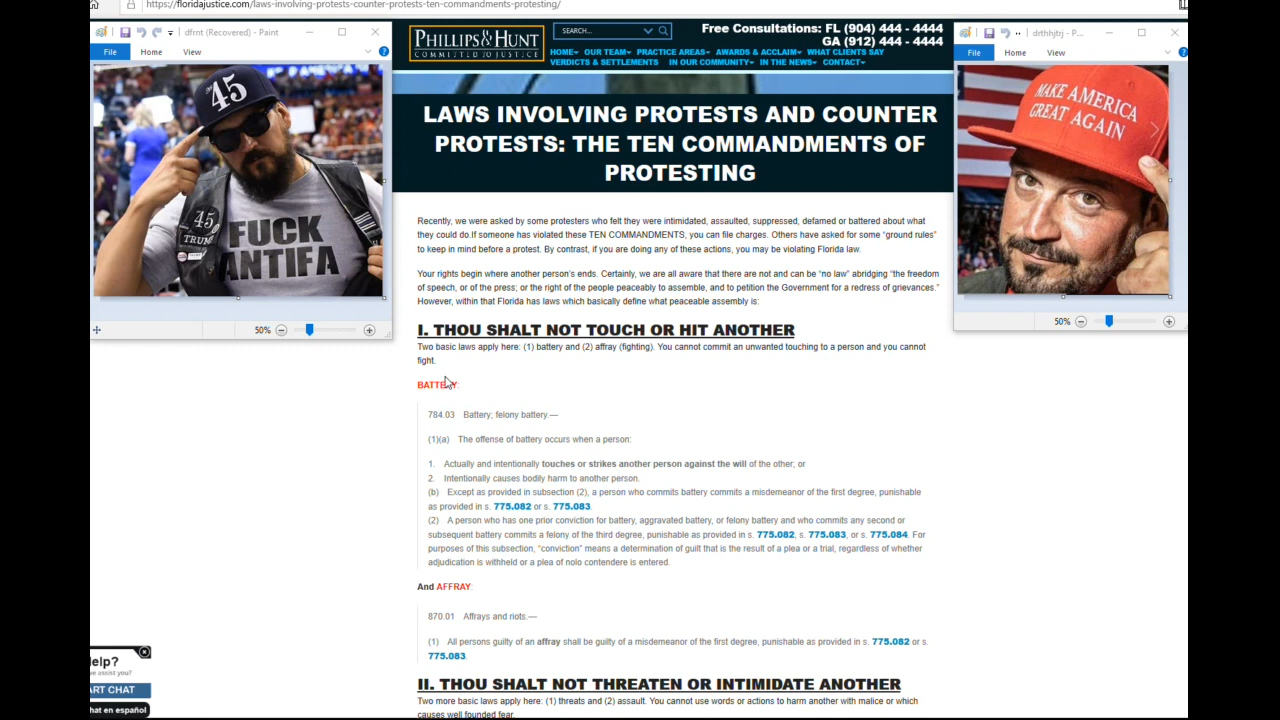 https://floridajustice.com/laws-involving-protests-counter-protests-ten-commandments-protesting/
dfrnt (Recovered) - Paint
File Home View
45
45
TRUMP
FUCK
ANTIFA
50%
PHILLIPS & HUNT
COMMITTED TO JUSTICE
SEARCH...
Free Consultations: FL (904) 444 - 4444
GA (912) 444 - 4444
HOME OUR TEAM PRACTICE AREAS AWARDS & ACCLAIM WHAT CLIENTS SAY
VERDICTS & SETTLEMENTS IN OUR COMMUNITY IN THE NEWS CONTACT
drthhjtrj - P...
File Home View
MAKE AMERICA
GREAT AGAIN
50%
LAWS INVOLVING PROTESTS AND COUNTER
PROTESTS: THE TEN COMMANDMENTS OF
PROTESTING
Recently, we were asked by some protesters who felt they were intimidated, assaulted, suppressed, defamed or battered about what
they could do.If someone has violated these TEN COMMANDMENTS, you can file charges. Others have asked for some "ground rules"
to keep in mind before a protest. By contrast, if you are doing any of these actions, you may be violating Florida law.
Your rights begin where another person's ends. Certainly, we are all aware that there are not and can be "no law" abridging "the freedom
of speech, or of the press; or the right of the people peaceably to assemble, and to petition the Government for a redress of grievances."
However, within that Florida has laws which basically define what peaceable assembly is:
I. THOU SHALT NOT TOUCH OR HIT ANOTHER
Two basic laws apply here: (1) battery and (2) affray (fighting). You cannot commit an unwanted touching to a person and you cannot
fight.
BATTERY:
784.03 Battery; felony battery.—
(1)(a) The offense of battery occurs when a person:
1. Actually and intentionally touches or strikes another person against the will of the other; or
2. Intentionally causes bodily harm to another person.
(b) Except as provided in subsection (2), a person who commits battery commits a misdemeanor of the first degree, punishable
as provided in s. 775.082 or s. 775.083.
(2) A person who has one prior conviction for battery, aggravated battery, or felony battery and who commits any second or
subsequent battery commits a felony of the third degree, punishable as provided in s. 775.082, s. 775.083, or s. 775.084. For
purposes of this subsection, "conviction" means a determination of guilt that is the result of a plea or a trial, regardless of whether
adjudication is withheld or a plea of nolo contendere is entered.
And AFFRAY:
870.01 Affrays and riots.—
(1) All persons guilty of an affray shall be guilty of a misdemeanor of the first degree, punishable as provided in s. 775.082 or s.
775.083.
II. THOU SHALT NOT THREATEN OR INTIMIDATE ANOTHER
Two more basic laws apply here: (1) threats and (2) assault. You cannot use words or actions to harm another with malice or which
causes well founded fear.
elp?
we assist you?
ART CHAT
hat en español